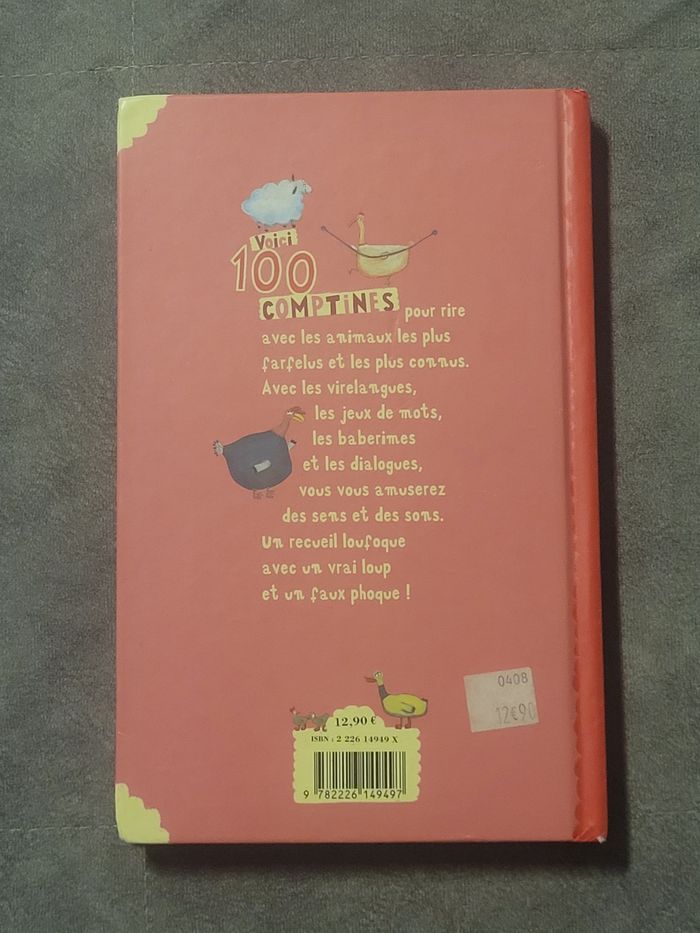 Voici
100
COMPTINES pour rire
avec les animaux les plus
farfelus et les plus connus.
Avec les virelangues,
les jeux de mots,
les baberimes
et les dialogues,
vous vous amuserez
des sens et des sons.
Un recueil loufoque
avec un vrai loup
et un faux phoque !
0408
12€90
12,90 €
ISBN : 2 226 14949 X
9 782226 149497